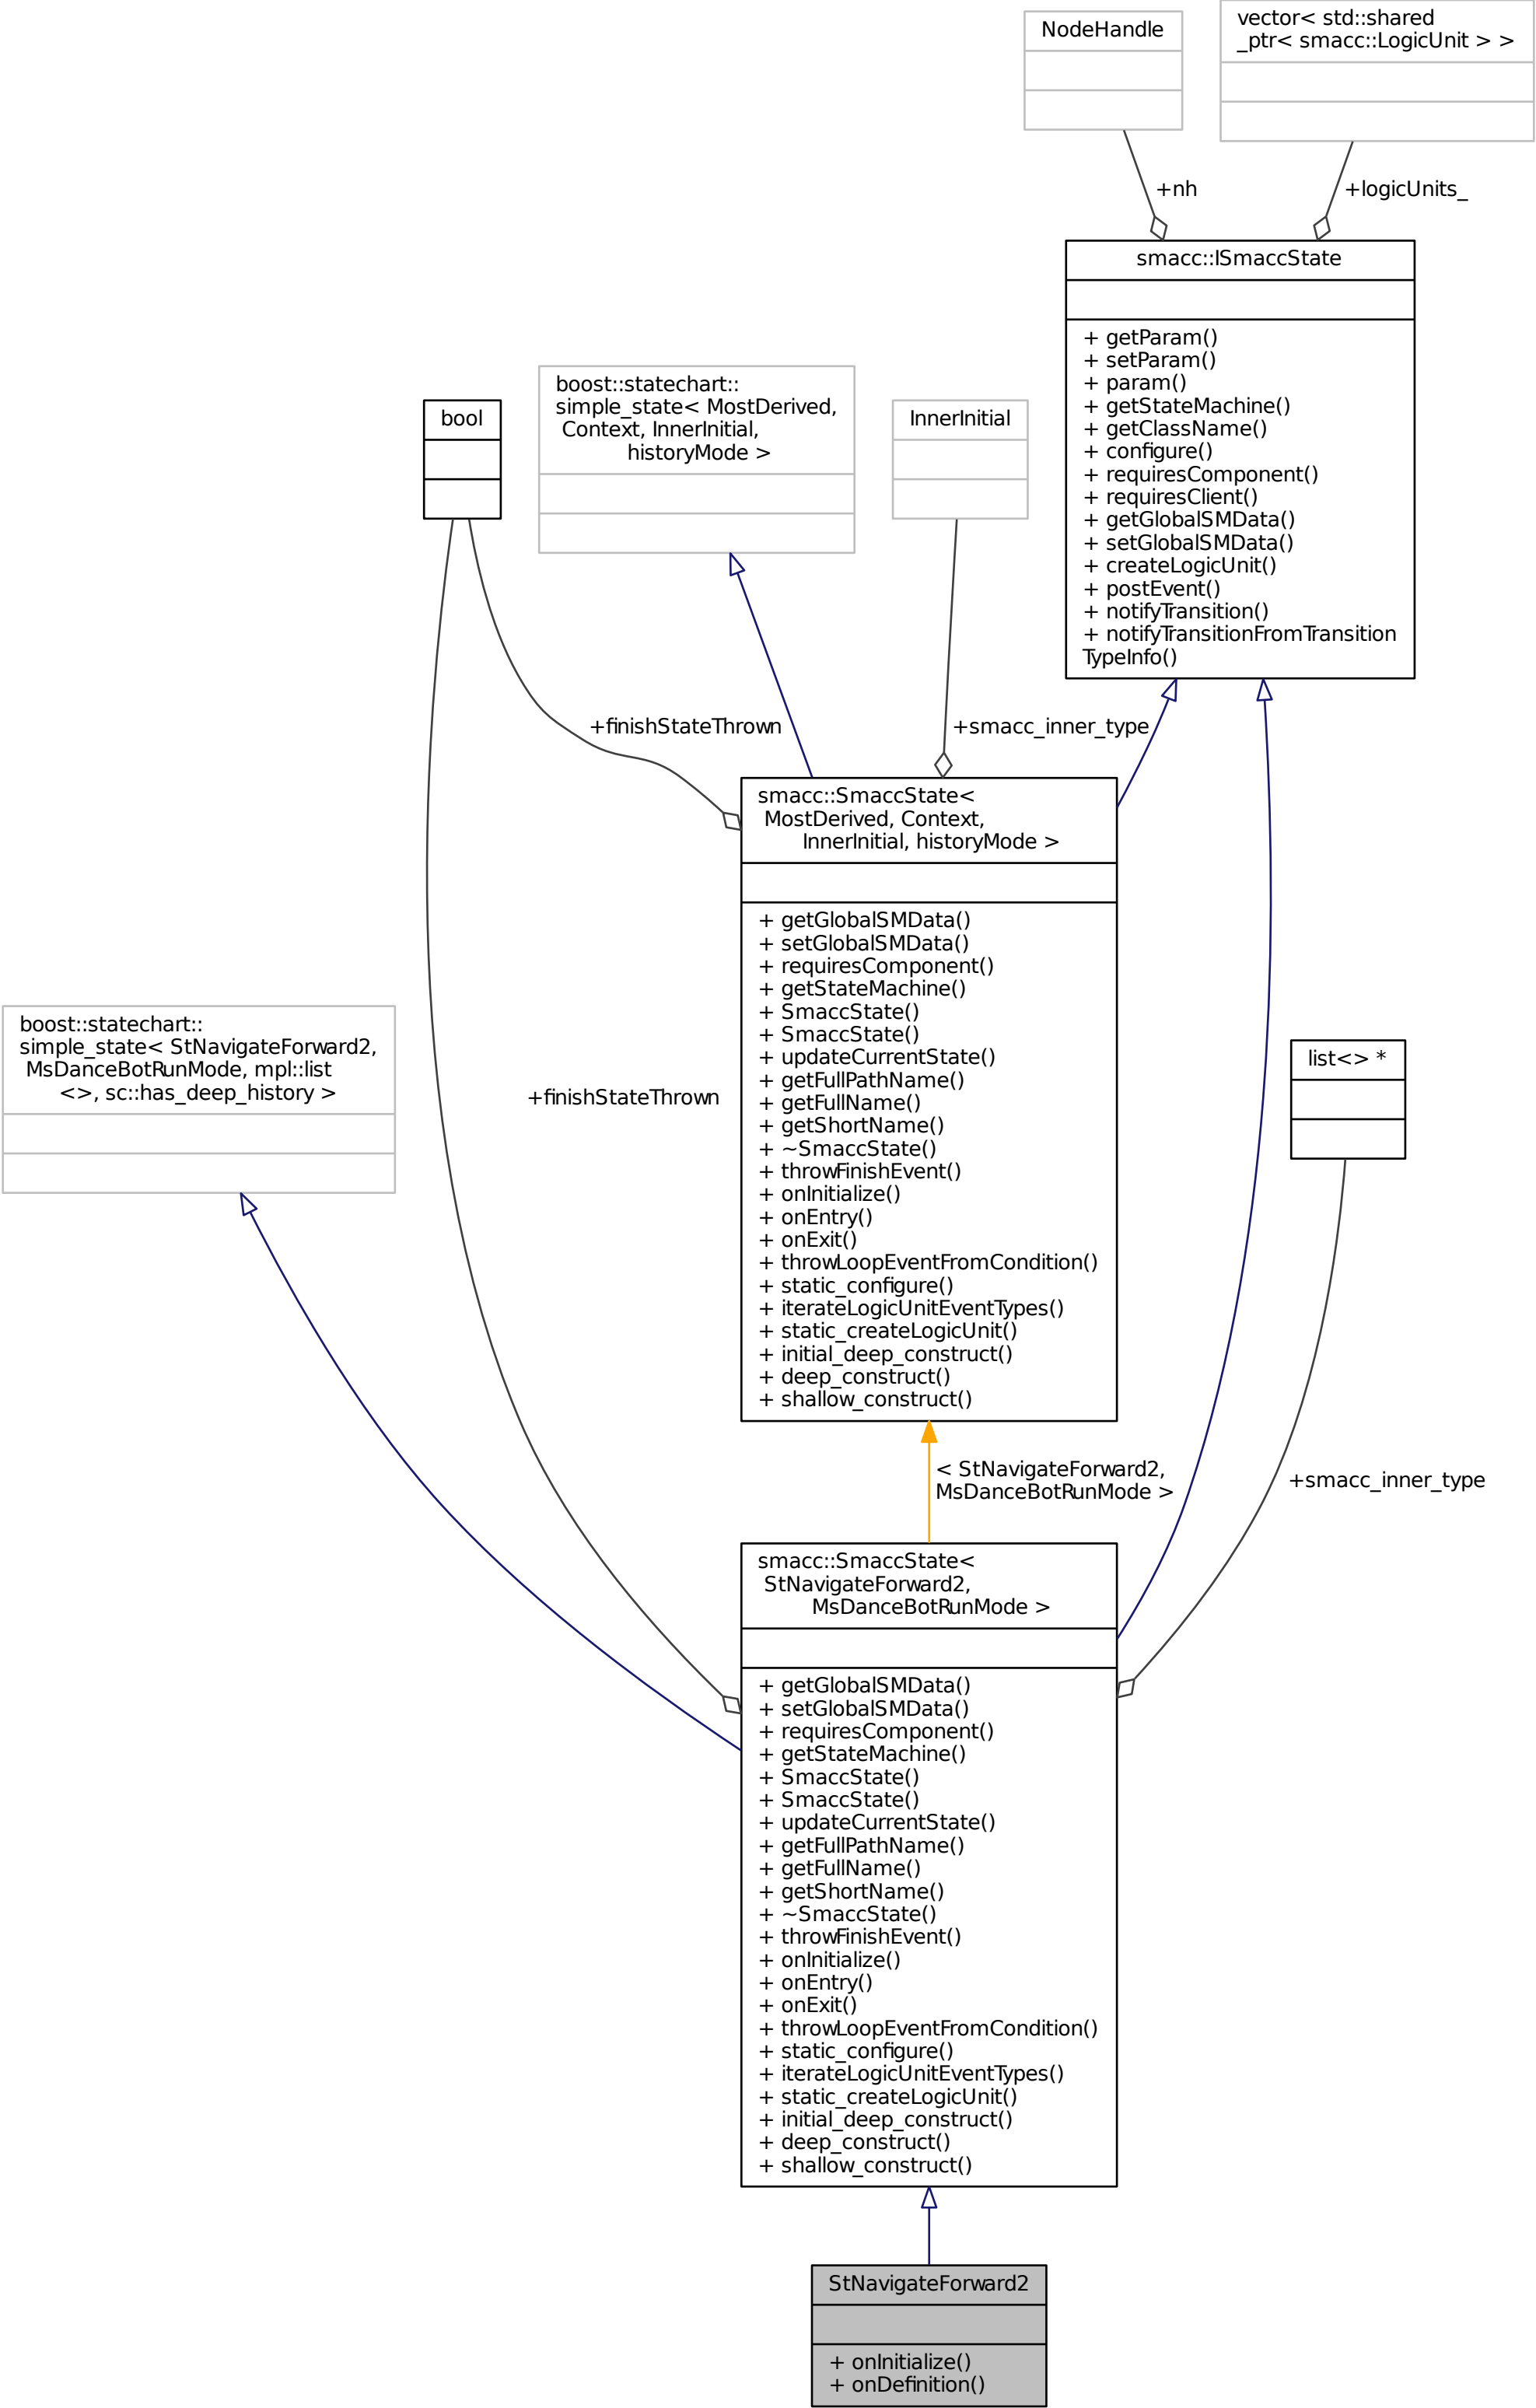 NodeHandle
vector< std::shared
_ptr< smacc::LogicUnit > >
+nh
+logicUnits_
smacc::ISmaccState
+ getParam()
+ setParam()
+ param()
+ getStateMachine()
+ getClassName()
+ configure()
+ requiresComponent()
+ requiresClient()
+ getGlobalSMData()
+ setGlobalSMData()
+ createLogicUnit()
+ postEvent()
+ notifyTransition()
+ notifyTransitionFromTransition
TypeInfo()
bool
boost::statechart::
simple_state< MostDerived,
Context, InnerInitial,
historyMode >
InnerInitial
+finishStateThrown
+smacc_inner_type
smacc::SmaccState<
MostDerived, Context,
InnerInitial, historyMode >
+ getGlobalSMData()
+ setGlobalSMData()
+ requiresComponent()
+ getStateMachine()
+ SmaccState()
+ SmaccState()
+ updateCurrentState()
+ getFullPathName()
+ getFullName()
+ getShortName()
+ ~SmaccState()
+ throwFinishEvent()
+ onInitialize()
+ onEntry()
+ onExit()
+ throwLoopEventFromCondition()
+ static_configure()
+ iterateLogicUnitEventTypes()
+ static_createLogicUnit()
+ initial_deep_construct()
+ deep_construct()
+ shallow_construct()
boost::statechart::
simple_state< StNavigateForward2,
MsDanceBotRunMode, mpl::list
<>, sc::has_deep_history >
+finishStateThrown
list<> *
< StNavigateForward2,
MsDanceBotRunMode >
+smacc_inner_type
smacc::SmaccState<
StNavigateForward2,
MsDanceBotRunMode >
+ getGlobalSMData()
+ setGlobalSMData()
+ requiresComponent()
+ getStateMachine()
+ SmaccState()
+ SmaccState()
+ updateCurrentState()
+ getFullPathName()
+ getFullName()
+ getShortName()
+ ~SmaccState()
+ throwFinishEvent()
+ onInitialize()
+ onEntry()
+ onExit()
+ throwLoopEventFromCondition()
+ static_configure()
+ iterateLogicUnitEventTypes()
+ static_createLogicUnit()
+ initial_deep_construct()
+ deep_construct()
+ shallow_construct()
StNavigateForward2
+ onInitialize()
+ onDefinition()